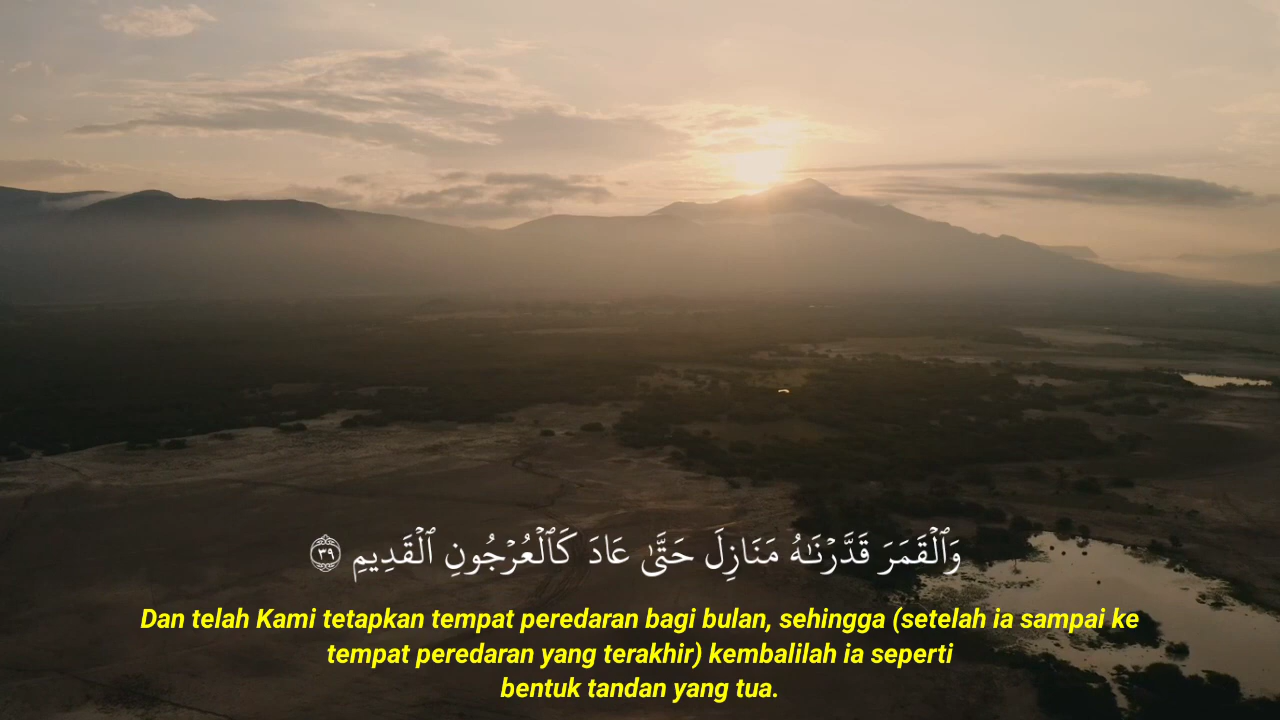 وَٱلْقَمَرَ قَدَّرْنَـٰهُ مَنَازِلَ حَتَّىٰ عَادَ كَٱلْعُرْجُونِ ٱلْقَدِيمِ ٣٩
Dan telah Kami tetapkan tempat peredaran bagi bulan, sehingga (setelah ia sampai ke
tempat peredaran yang terakhir) kembalilah ia seperti
bentuk tandan yang tua.